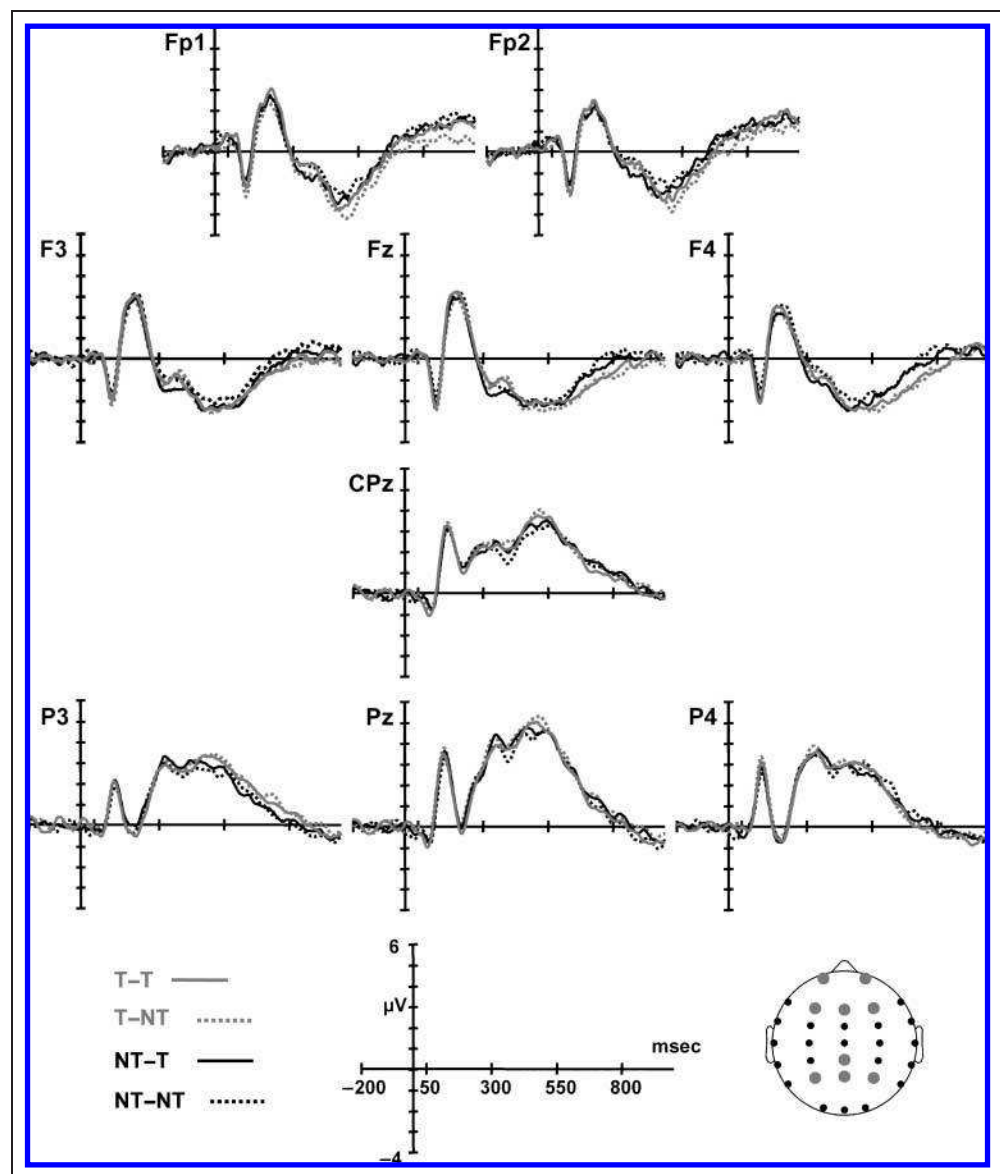 Fp1 Fp2
F3 Fz F4
CPz
P3 Pz P4
6
T–T
µV
T–NT
msec
NT–T
–200 50 300 550 800
NT–NT
–4